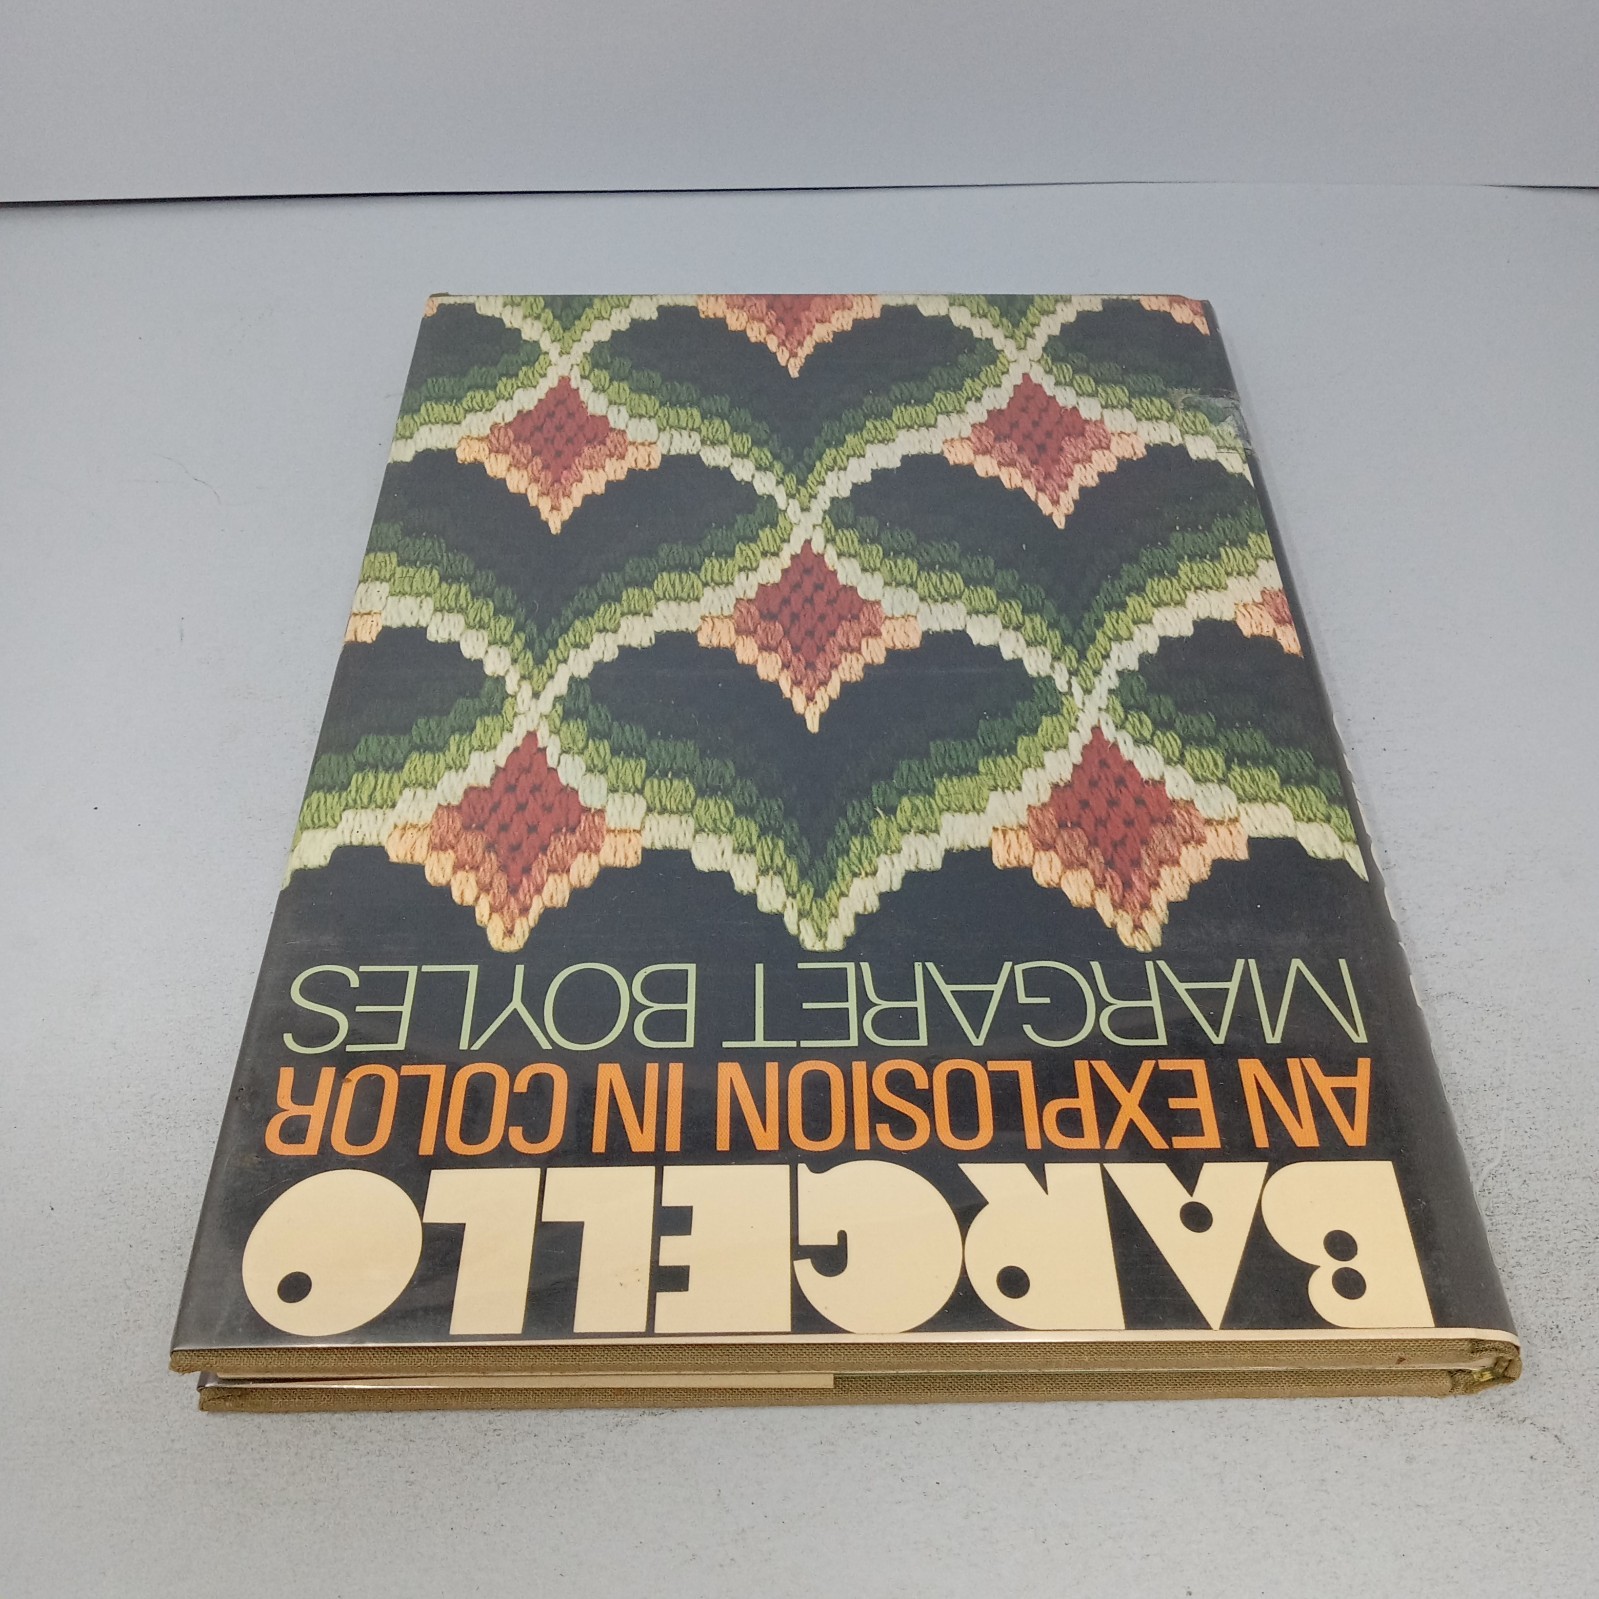 BARGELLO
AN EXPLOSION IN COLOR
MARGARET BOYLES